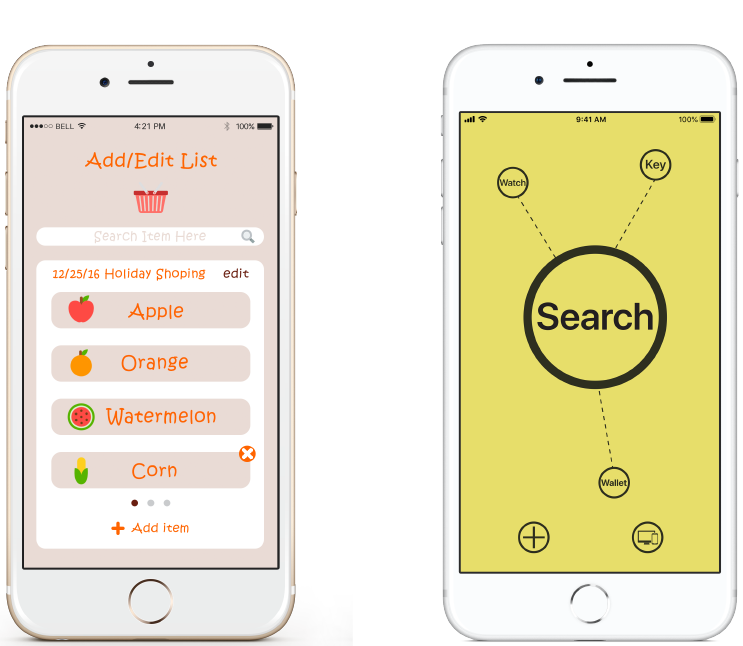 BELL 4:21 PM 100%
Add/Edit List
Search Item Here
12/25/16 Holiday Shoping edit
Apple
Orange
Watermelon
Corn
Add item
9:41 AM 100%
Watch
Key
Search
Wallet